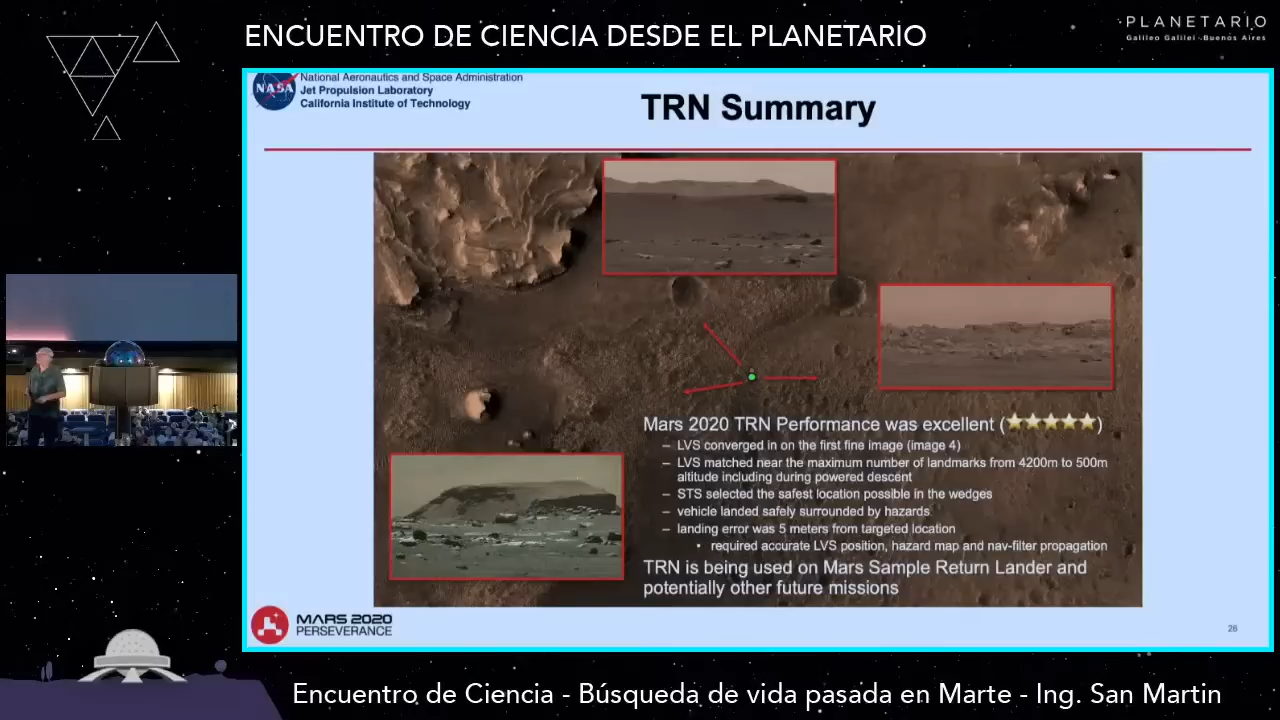 ENCUENTRO DE CIENCIA DESDE EL PLANETARIO
PLANETARIO
Galileo Galilei - Buenos Aires
NASA
National Aeronautics and Space Administration
Jet Propulsion Laboratory
California Institute of Technology
TRN Summary
Mars 2020 TRN Performance was excellent (⭐⭐⭐⭐⭐)
– LVS converged in on the first fine image (image 4)
– LVS matched near the maximum number of landmarks from 4200m to 500m
altitude including during powered descent
– STS selected the safest location possible in the wedges
– vehicle landed safely surrounded by hazards
– landing error was 5 meters from targeted location
• required accurate LVS position, hazard map and nav-filter propagation
TRN is being used on Mars Sample Return Lander and
potentially other future missions
MARS 2020
PERSEVERANCE
26
Encuentro de Ciencia - Búsqueda de vida pasada en Marte - Ing. San Martin